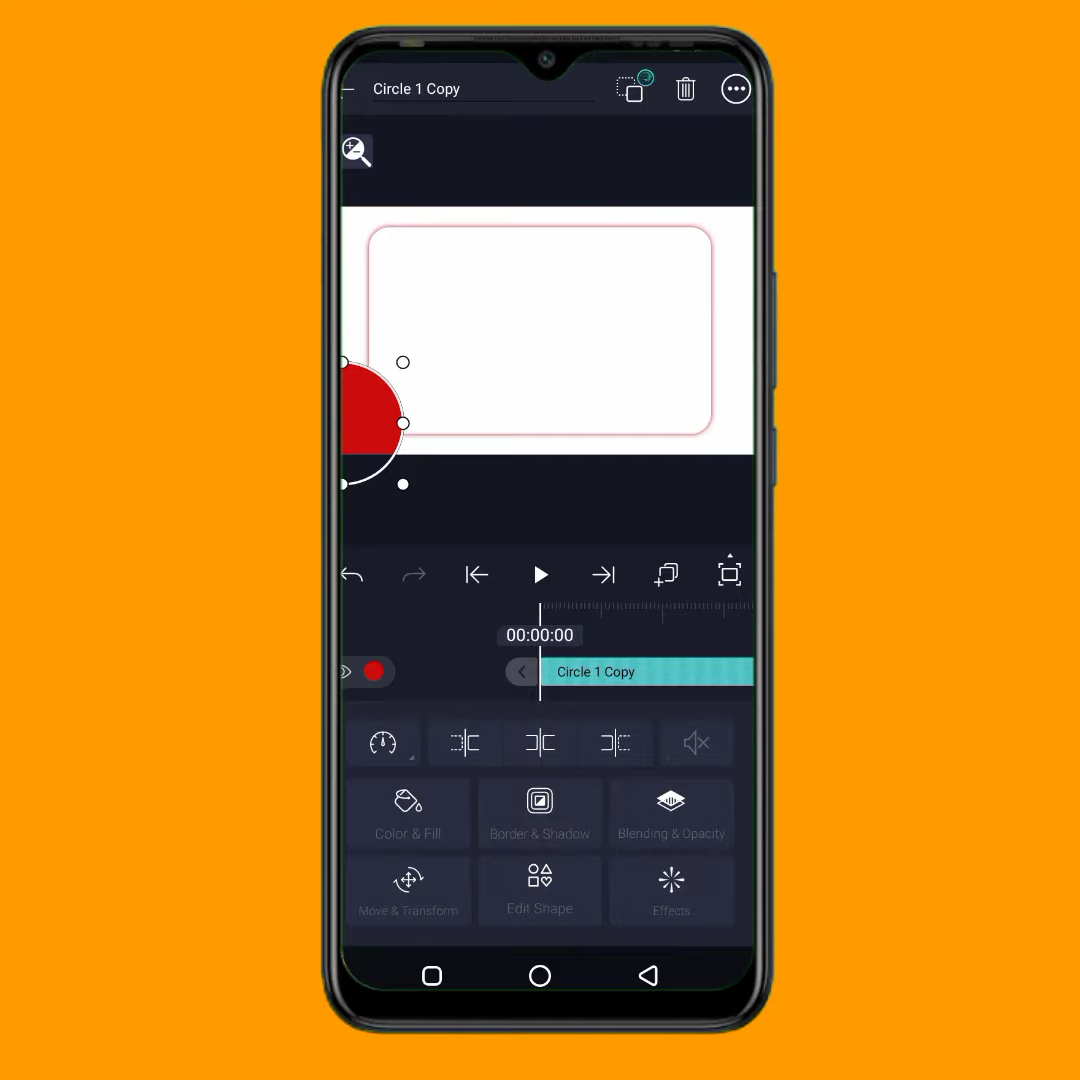 Circle 1 Copy
00:00:00
Circle 1 Copy
Color & Fill
Border & Shadow
Blending & Opacity
Move & Transform
Edit Shape
Effects